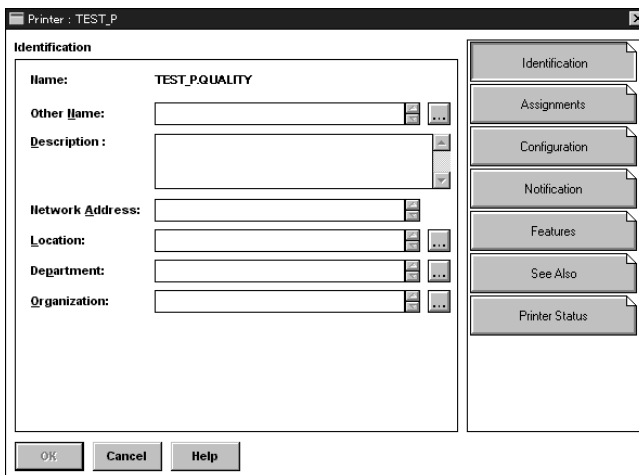 Printer : TEST_P
Identification
Name: TEST_P.QUALITY
Other Name:
...
Description :
Network Address:
Location:
...
Department:
...
Organization:
...
Identification
Assignments
Configuration
Notification
Features
See Also
Printer Status
OK
Cancel
Help